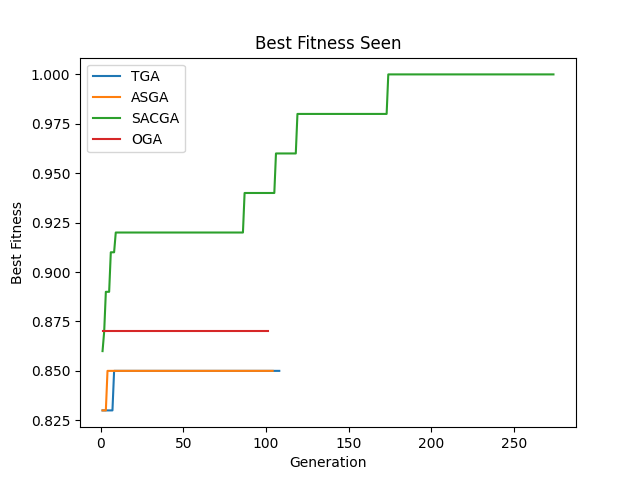 Best Fitness Seen
1.000
0.975
0.950
0.925
0.900
0.875
0.850
0.825
Best Fitness
TGA
ASGA
SACGA
OGA
0 50 100 150 200 250
Generation